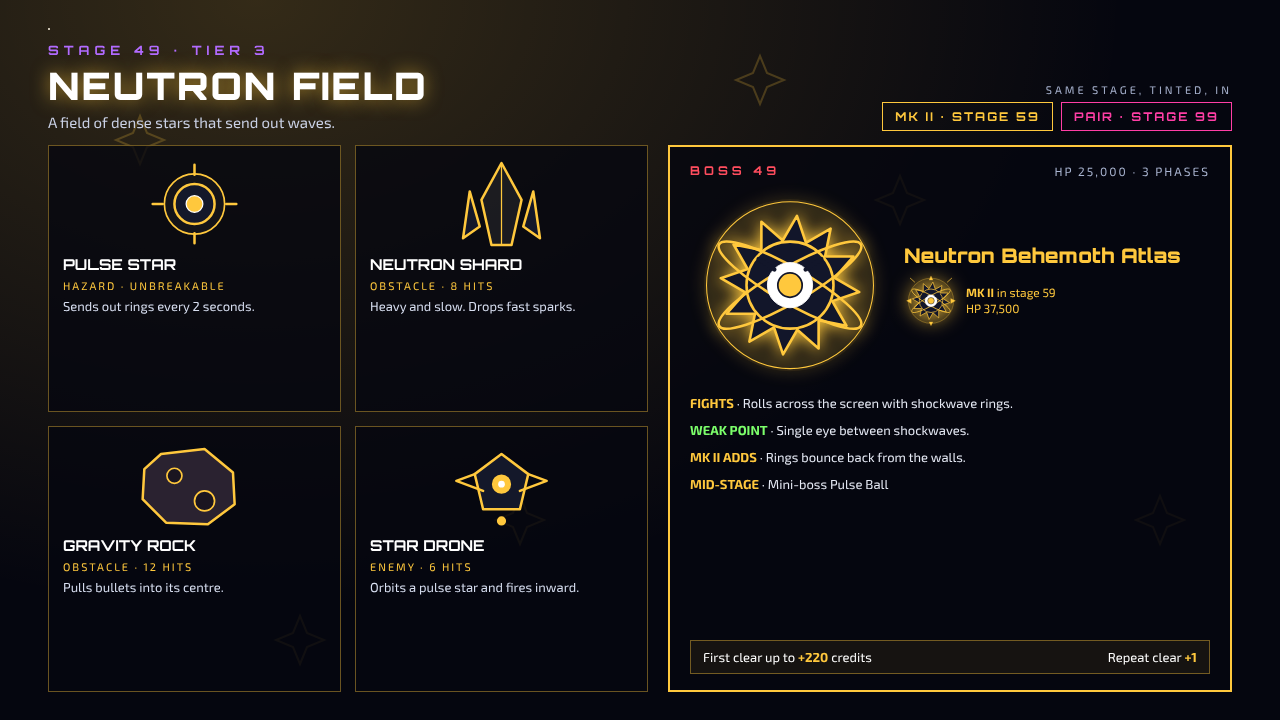 STAGE 49 · TIER 3
NEUTRON FIELD
A field of dense stars that send out waves.
SAME STAGE, TINTED, IN
MK II · STAGE 59
PAIR · STAGE 99
PULSE STAR
HAZARD · UNBREAKABLE
Sends out rings every 2 seconds.
NEUTRON SHARD
OBSTACLE · 8 HITS
Heavy and slow. Drops fast sparks.
GRAVITY ROCK
OBSTACLE · 12 HITS
Pulls bullets into its centre.
STAR DRONE
ENEMY · 6 HITS
Orbits a pulse star and fires inward.
BOSS 49
HP 25,000 · 3 PHASES
Neutron Behemoth Atlas
MK II in stage 59
HP 37,500
FIGHTS · Rolls across the screen with shockwave rings.
WEAK POINT · Single eye between shockwaves.
MK II ADDS · Rings bounce back from the walls.
MID-STAGE · Mini-boss Pulse Ball
First clear up to +220 credits
Repeat clear +1